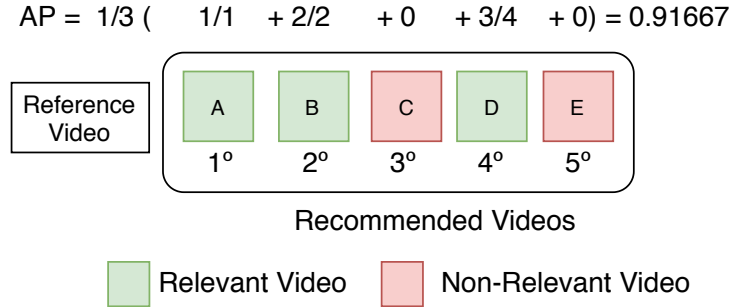 AP = 1/3 ( 1/1 + 2/2 + 0 + 3/4 + 0) = 0.91667
Reference
Video
A B C D E
1º 2º 3º 4º 5º
Recommended Videos
Relevant Video Non-Relevant Video